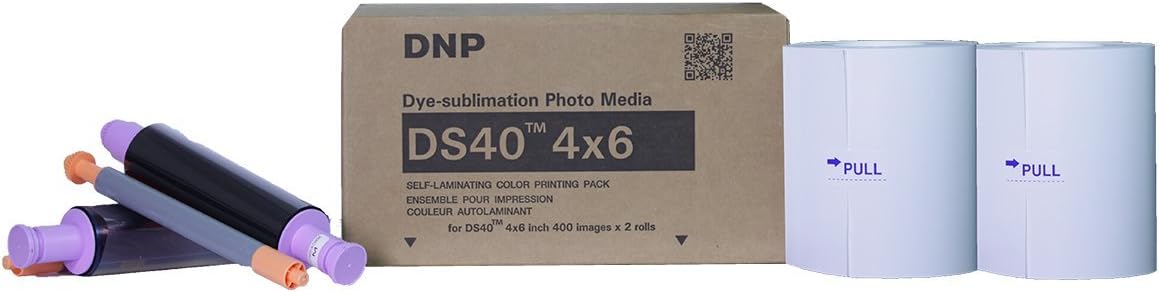 DNP
Dye-sublimation Photo Media
DS40™ 4x6
SELF-LAMINATING COLOR PRINTING PACK
ENSEMBLE POUR IMPRESSION
COULEUR AUTOLAMINANT
for DS40™ 4x6 inch 400 images x 2 rolls
PULL
PULL